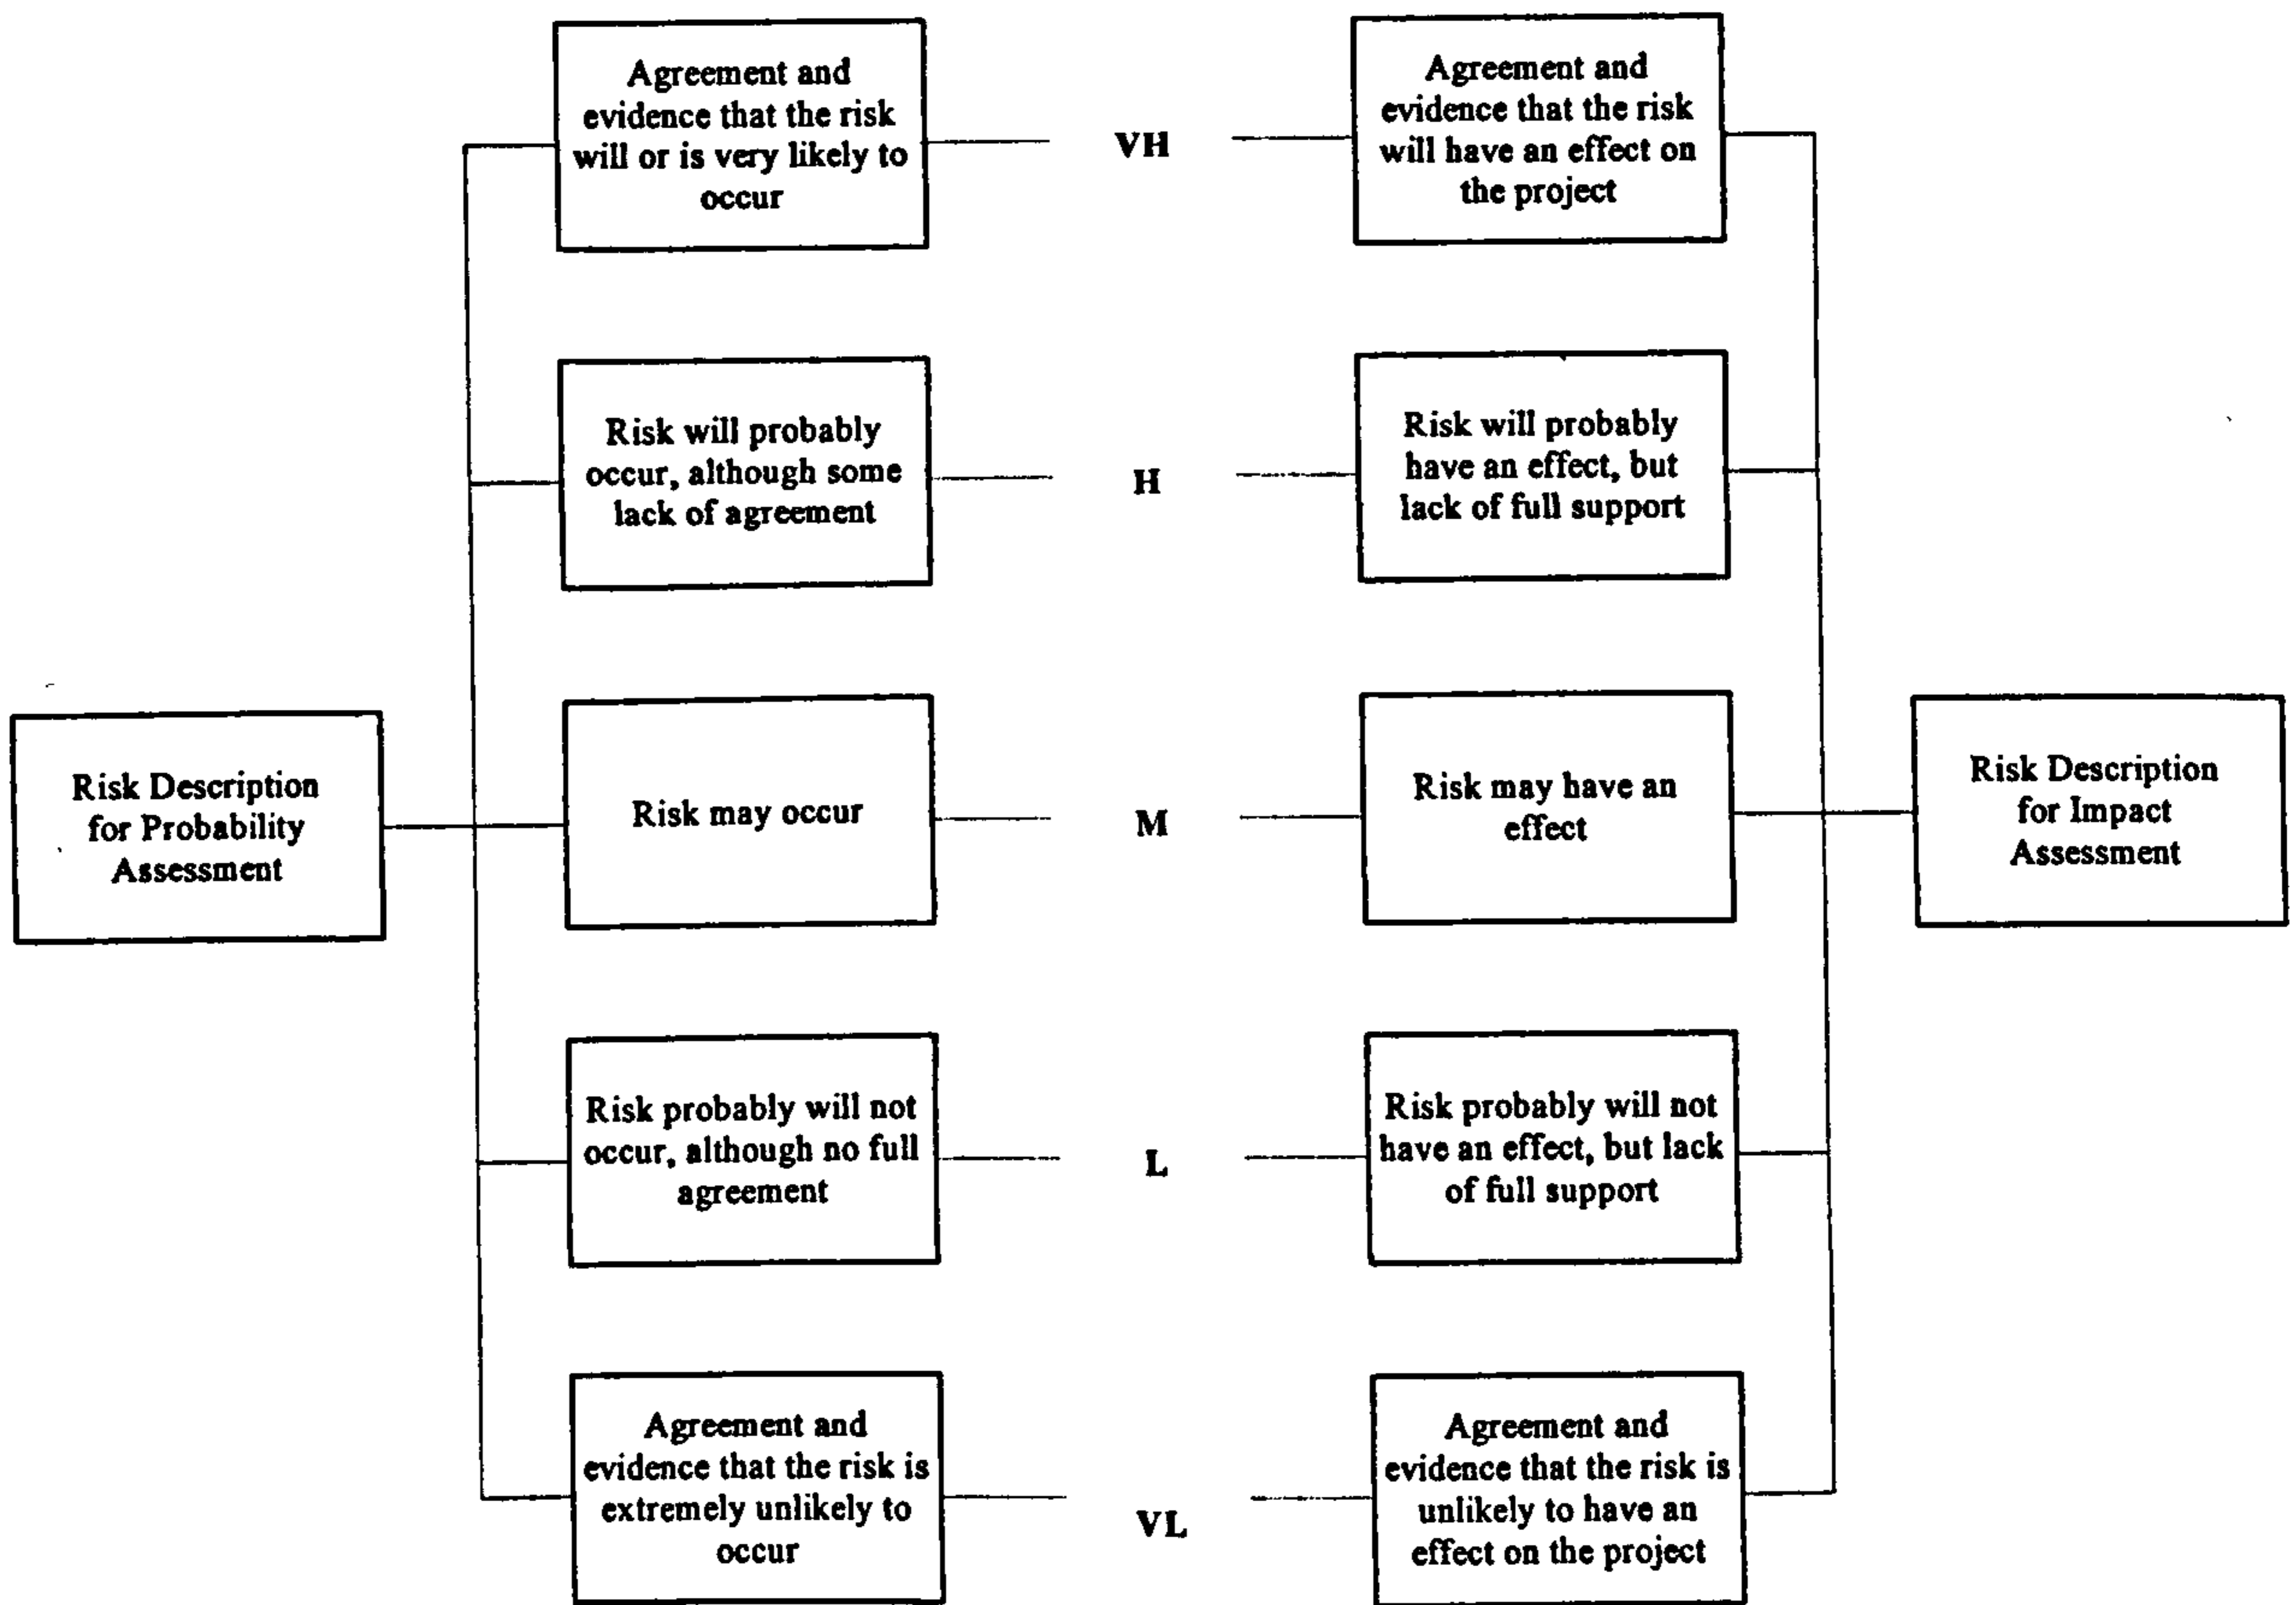 Agreement and
evidence that the risk
will or is very likely to
occur
VH
Agreement and
evidence that the risk
will have an effect on
the project
Risk will probably
occur, although some
lack of agreement
H
Risk will probably
have an effect, but
lack of full support
Risk Description
for Probability
Assessment
Risk may occur
M
Risk may have an
effect
Risk Description
for Impact
Assessment
Risk probably will not
occur, although no full
agreement
L
Risk probably will not
have an effect, but lack
of full support
Agreement and
evidence that the risk is
extremely unlikely to
occur
VL
Agreement and
evidence that the risk is
unlikely to have an
effect on the project